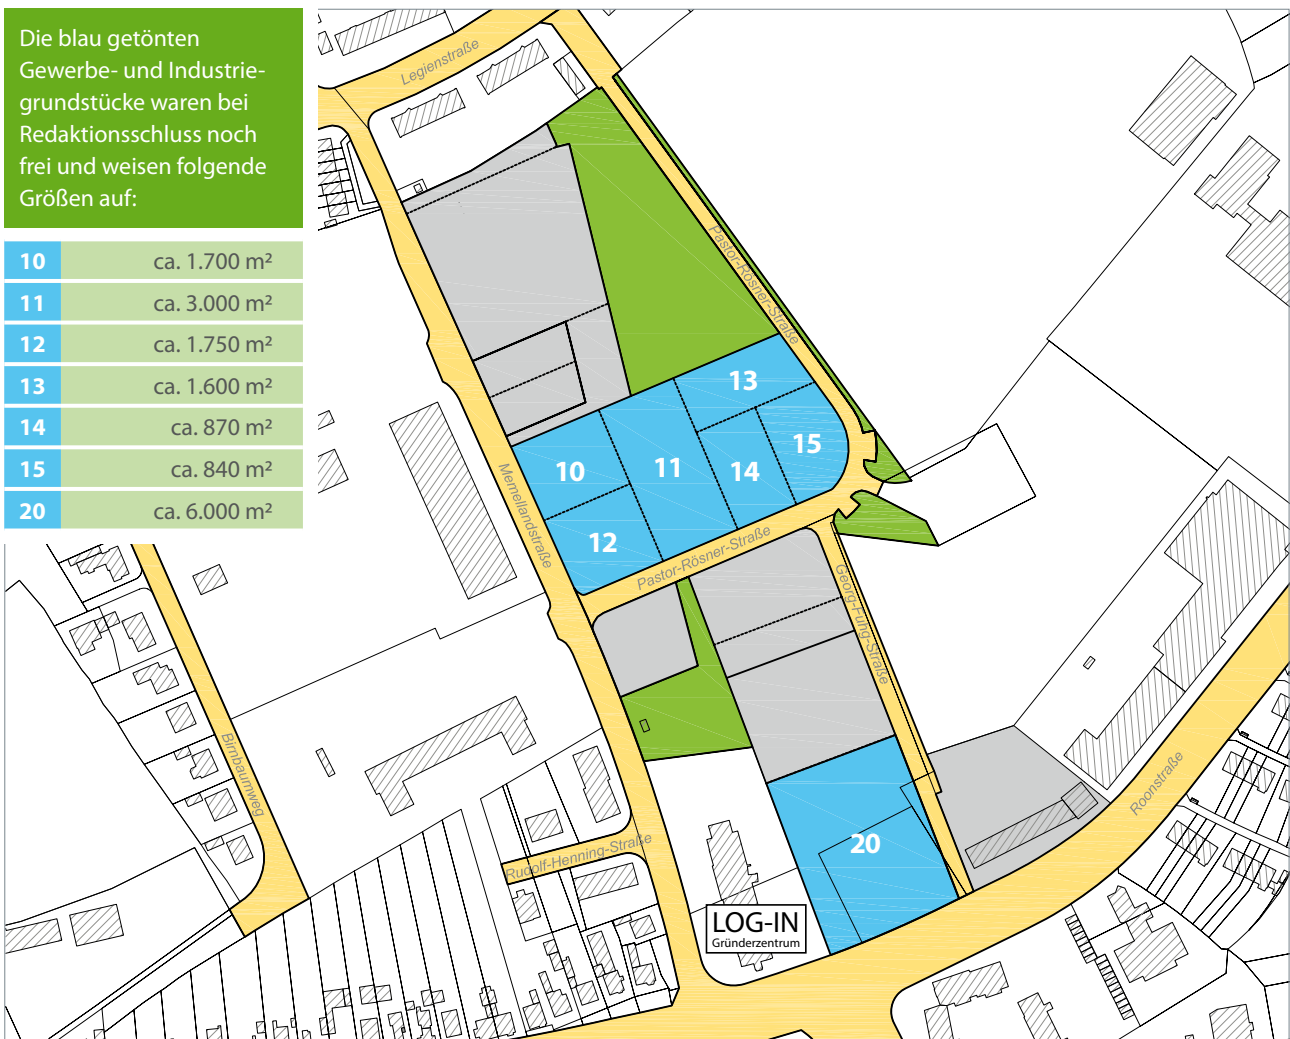 Die blau getönten
Gewerbe- und Industrie-
grundstücke waren bei
Redaktionsschluss noch
frei und weisen folgende
Größen auf:
10 ca. 1.700 m²
11 ca. 3.000 m²
12 ca. 1.750 m²
13 ca. 1.600 m²
14 ca. 870 m²
15 ca. 840 m²
20 ca. 6.000 m²
Legienstraße
Pastor-Rösner-Straße
13
15
10
11
14
12
Memellandstraße
Pastor-Rösner-Straße
Georg-Fuhg-Straße
Birnbaumweg
Roonstraße
20
Rudolf-Henning-Straße
LOG-IN
Gründerzentrum